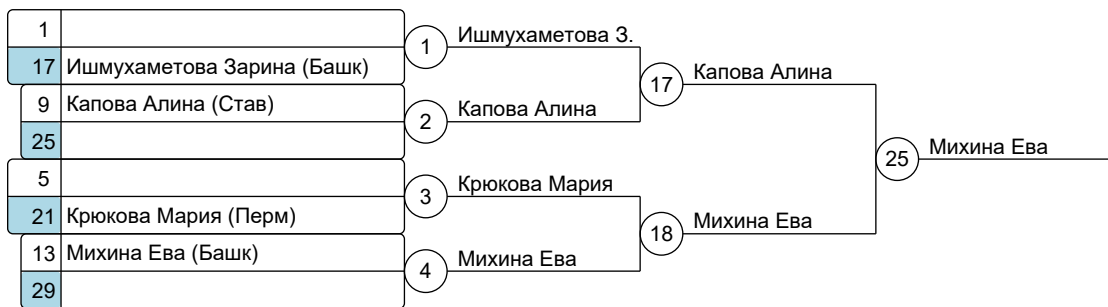 1
1
Ишмухаметова З.
17 Ишмухаметова Зарина (Башк)
17
Капова Алина
9 Капова Алина (Став)
2
Капова Алина
25
25
Михина Ева
5
3
Крюкова Мария
21 Крюкова Мария (Перм)
18
Михина Ева
13 Михина Ева (Башк)
4
Михина Ева
29